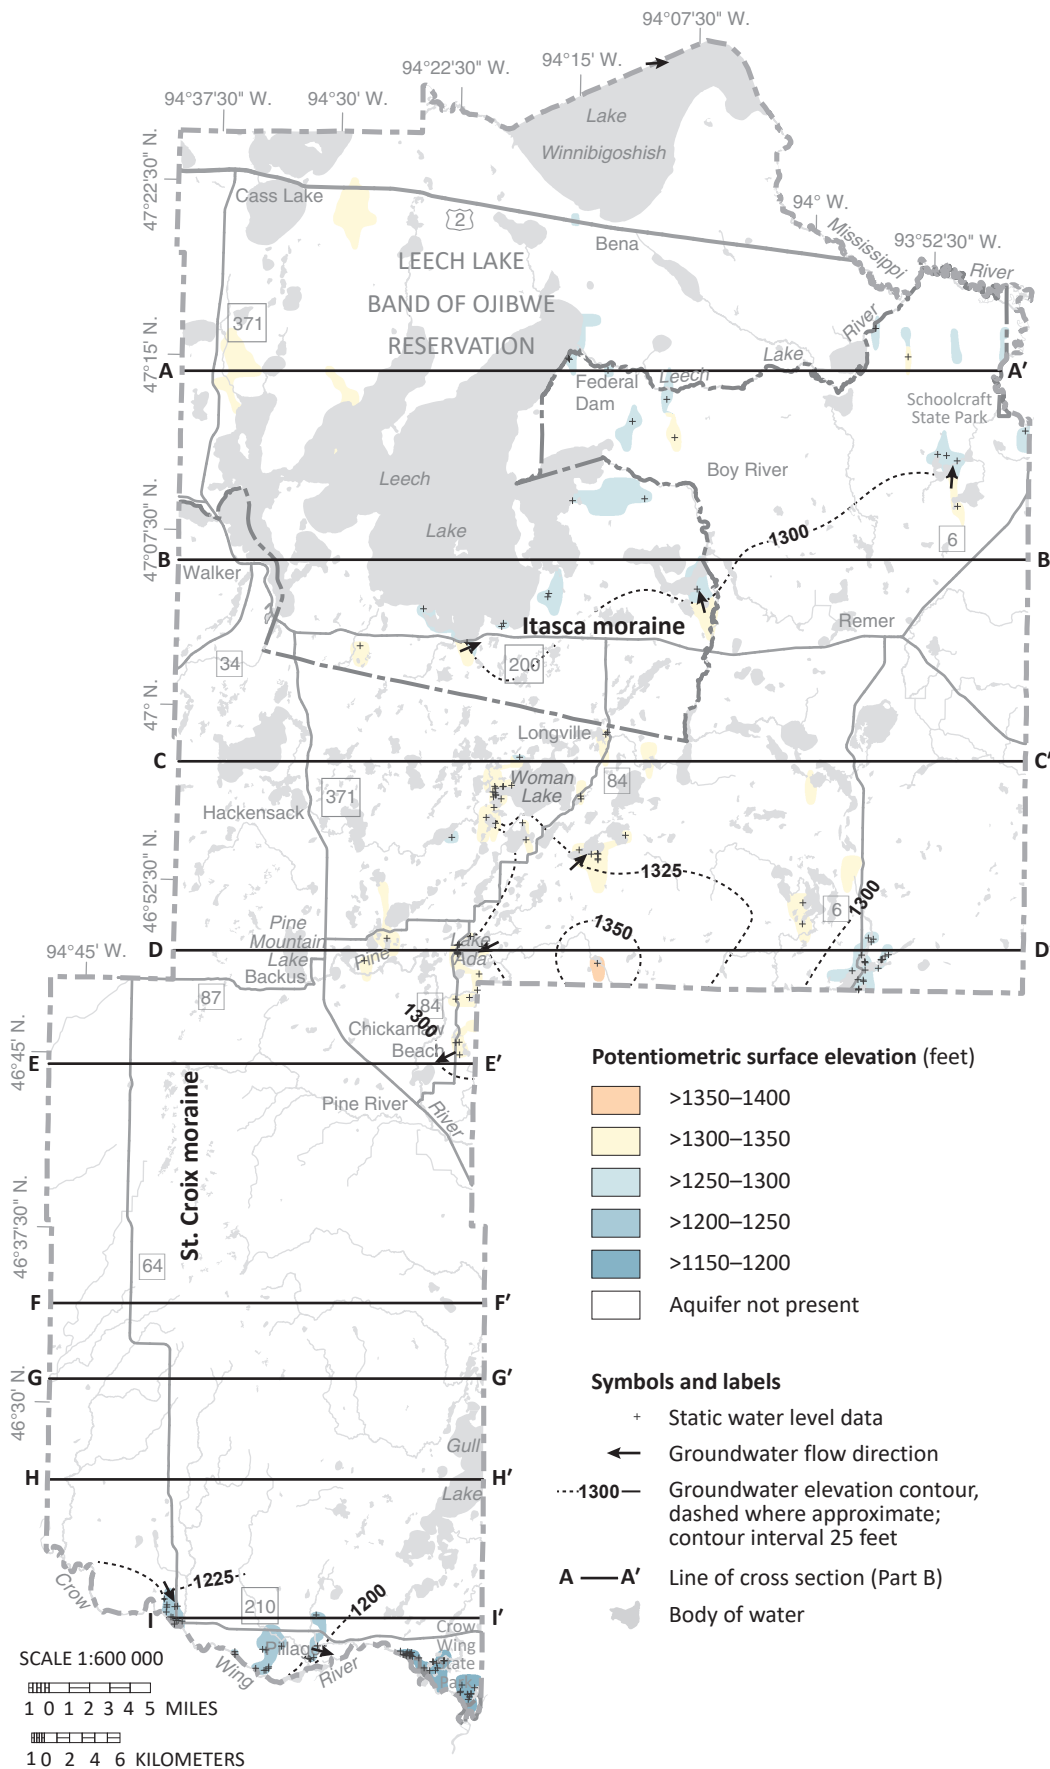 94°07'30" W.
94°15' W.
94°22'30" W.
94°37'30" W.
94°30' W.
Lake
Winnibigoshish
47°22'30" N.
Cass Lake
94° W.
2
Bena
Mississippi
River
93°52'30" W.
LEECH LAKE
BAND OF OJIBWE
RESERVATION
371
River
Lake
Leech
47°15' N.
A
A′
Federal
Dam
Schoolcraft
State Park
Boy River
Leech
Lake
1300
6
47°07'30" N.
B
B
Walker
Itasca moraine
Remer
34
200
47° N.
Longville
C
C′
Woman
Lake
84
371
Hackensack
46°52'30" N.
1325
6
1300
1350
Pine
Mountain
Lake
94°45' W.
D
D
Lake
Ada
Pine
Backus
87
84
1300
Chickamaw
Beach
46°45' N.
E
E′
Pine River
River
St. Croix moraine
46°37'30" N.
64
F
F′
G
G′
46°30' N.
Gull
Lake
H
H′
Crow
1225
210
1200
I
I′
Pillager
Wing
River
Crow
Wing
State
Park
SCALE 1:600 000
1 0 1 2 3 4 5 MILES
1 0 2 4 6 KILOMETERS
Potentiometric surface elevation (feet)
>1350–1400
>1300–1350
>1250–1300
>1200–1250
>1150–1200
Aquifer not present
Symbols and labels
Static water level data
Groundwater flow direction
1300
Groundwater elevation contour,
dashed where approximate;
contour interval 25 feet
A A′ Line of cross section (Part B)
Body of water